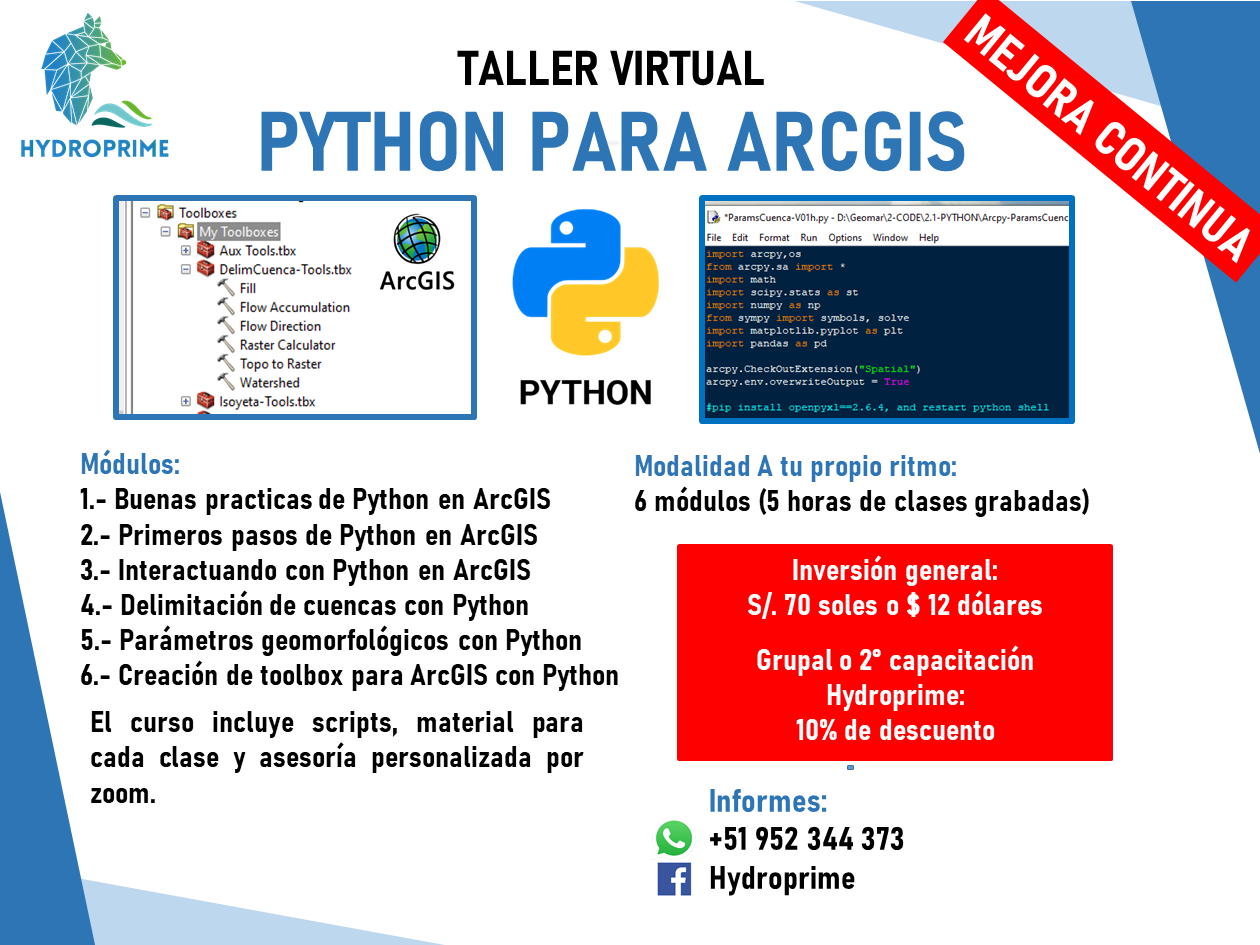 HYDROPRIME
TALLER VIRTUAL
PYTHON PARA ARCGIS
MEJORA CONTINUA
Toolboxes
My Toolboxes
Aux Tools.tbx
DelimCuenca-Tools.tbx
Fill
Flow Accumulation
Flow Direction
Raster Calculator
Topo to Raster
Watershed
Isoyeta-Tools.tbx
ArcGIS
PYTHON
*ParamsCuenca-V01h.py - D:\Geomar\2-CODE\2.1-PYTHON\Arcpy-ParamsCuenc
File Edit Format Run Options Window Help
import arcpy,os
from arcpy.sa import *
import math
import scipy.stats as st
import numpy as np
from sympy import symbols, solve
import matplotlib.pyplot as plt
import pandas as pd
arcpy.CheckOutExtension("Spatial")
arcpy.env.overwriteOutput = True
#pip install openpyxl==2.6.4, and restart python shell
Módulos:
1.- Buenas practicas de Python en ArcGIS
2.- Primeros pasos de Python en ArcGIS
3.- Interactuando con Python en ArcGIS
4.- Delimitación de cuencas con Python
5.- Parámetros geomorfológicos con Python
6.- Creación de toolbox para ArcGIS con Python
El curso incluye scripts, material para
cada clase y asesoría personalizada por
zoom.
Modalidad A tu propio ritmo:
6 módulos (5 horas de clases grabadas)
Inversión general:
S/. 70 soles o $ 12 dólares
Grupal o 2° capacitación
Hydroprime:
10% de descuento
Informes:
+51 952 344 373
Hydroprime